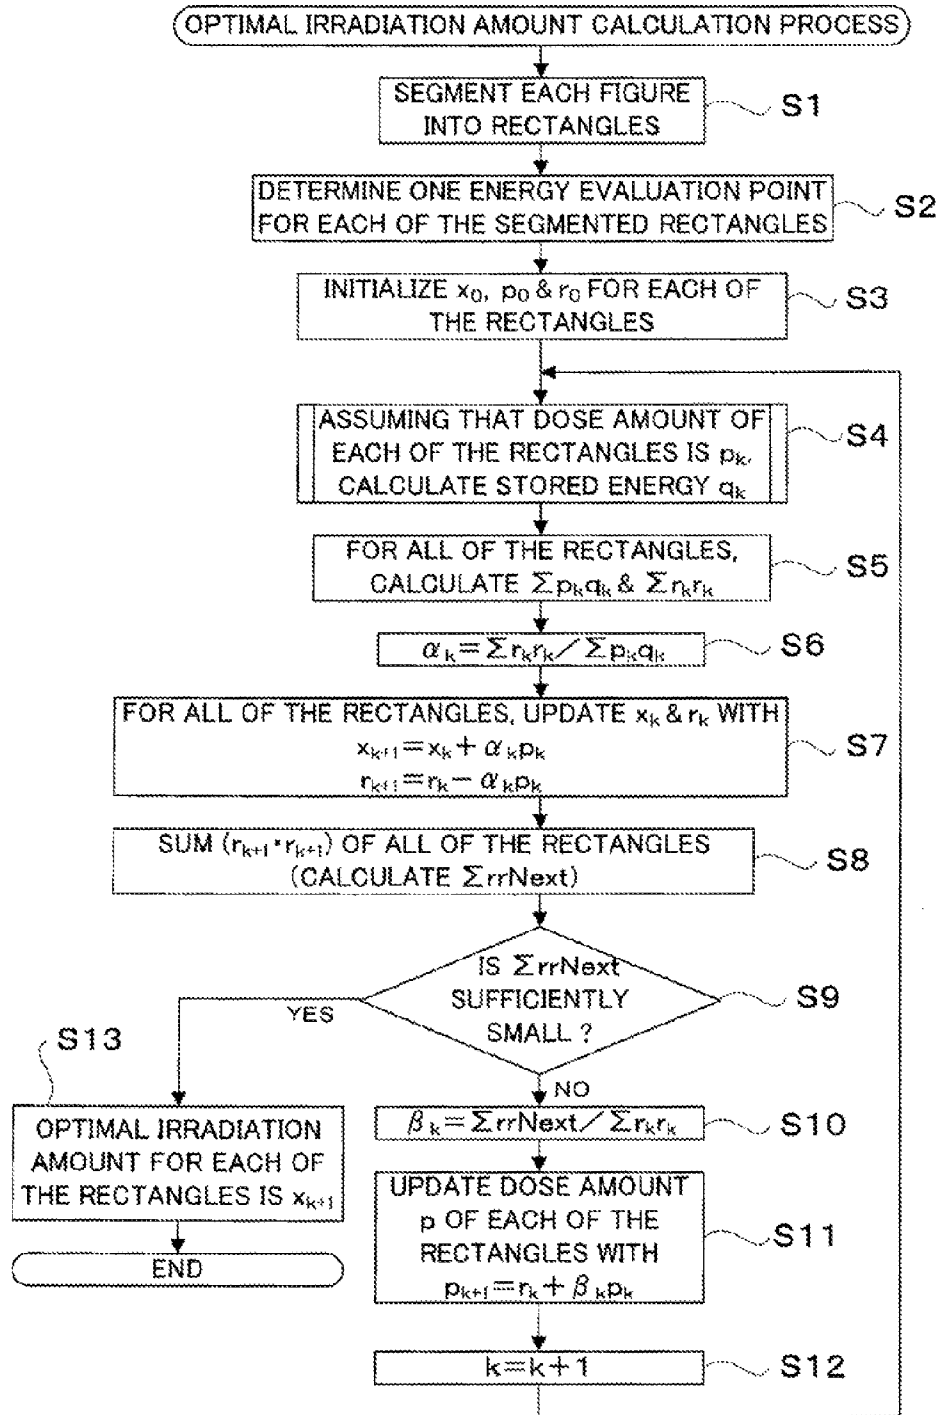 OPTIMAL IRRADIATION AMOUNT CALCULATION PROCESS
SEGMENT EACH FIGURE
INTO RECTANGLES
S1
DETERMINE ONE ENERGY EVALUATION POINT
FOR EACH OF THE SEGMENTED RECTANGLES
S2
INITIALIZE x₀, p₀ & r₀ FOR EACH OF
THE RECTANGLES
S3
ASSUMING THAT DOSE AMOUNT OF
EACH OF THE RECTANGLES IS pₖ,
CALCULATE STORED ENERGY qₖ
S4
FOR ALL OF THE RECTANGLES,
CALCULATE Σpₖqₖ & Σrₖrₖ
S5
αₖ=Σrₖrₖ/Σpₖqₖ
S6
FOR ALL OF THE RECTANGLES, UPDATE xₖ & rₖ WITH
xₖ₊₁=xₖ+αₖpₖ
rₖ₊₁=rₖ-αₖpₖ
S7
SUM (rₖ₊₁・rₖ₊₁) OF ALL OF THE RECTANGLES
(CALCULATE ΣrrNext)
S8
IS ΣrrNext
SUFFICIENTLY
SMALL ?
S9
YES
NO
S13
OPTIMAL IRRADIATION
AMOUNT FOR EACH OF
THE RECTANGLES IS xₖ₊₁
END
βₖ=ΣrrNext/Σrₖrₖ
S10
UPDATE DOSE AMOUNT
p OF EACH OF THE
RECTANGLES WITH
pₖ₊₁=rₖ+βₖpₖ
S11
k=k+1
S12